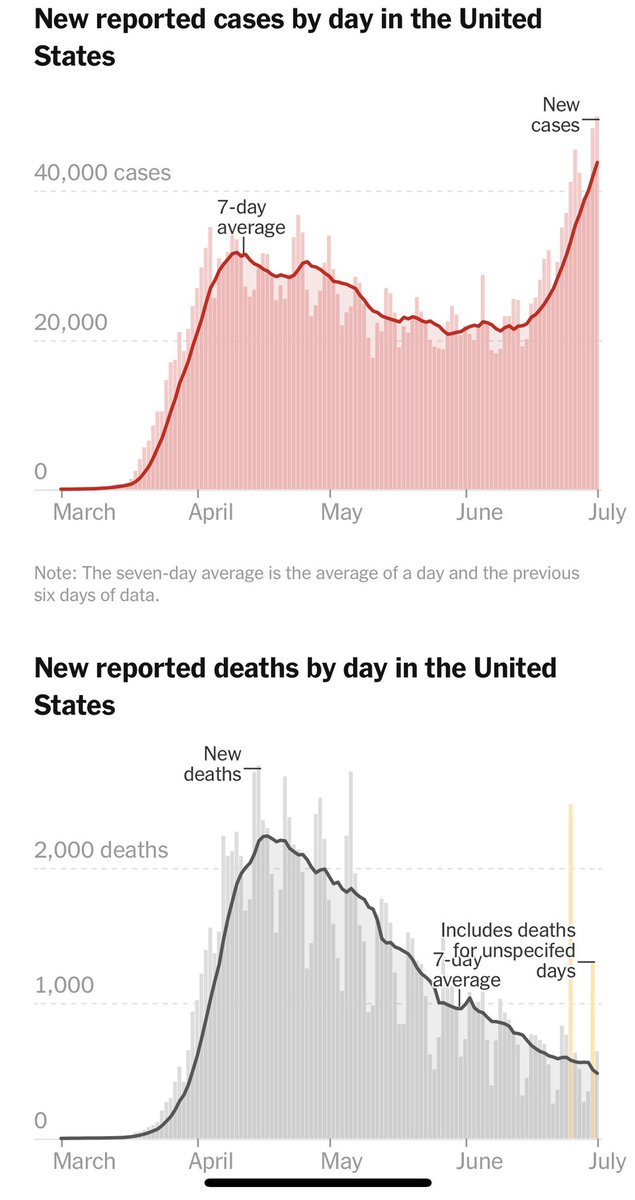 New reported cases by day in the United
States
New
cases
40,000 cases
7-day
average
20,000
0
March April May June July
Note: The seven-day average is the average of a day and the previous
six days of data.
New reported deaths by day in the United
States
New
deaths
2,000 deaths
Includes deaths
for unspecifed
days
7-day
average
1,000
0
March April May June July